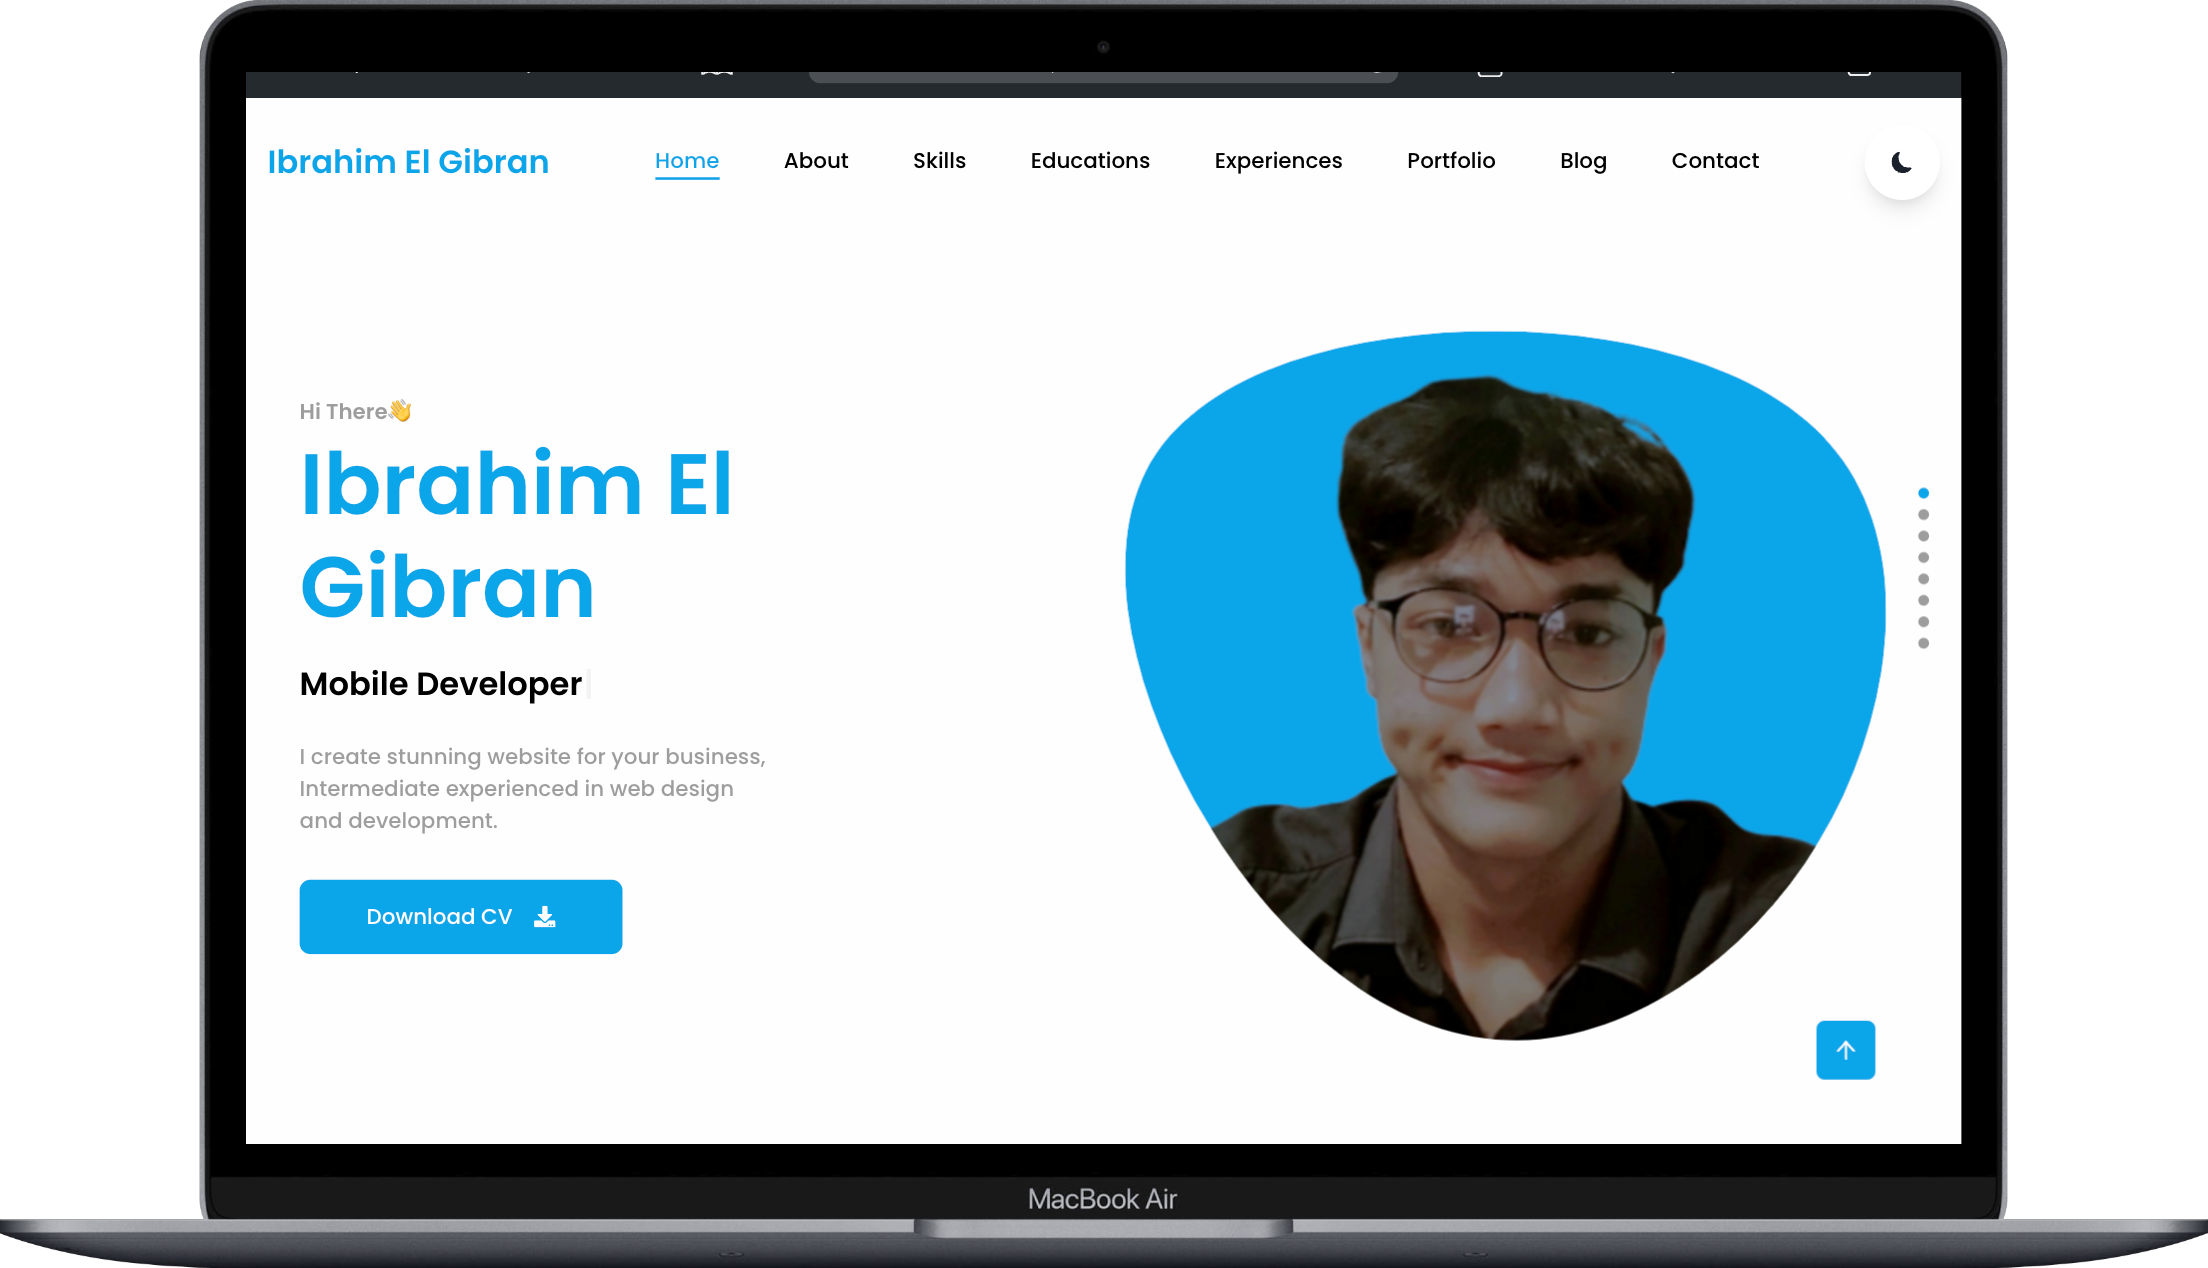 Ibrahim El Gibran
Home About Skills Educations Experiences Portfolio Blog Contact
Hi There👋
Ibrahim El
Gibran
Mobile Developer
I create stunning website for your business,
Intermediate experienced in web design
and development.
Download CV
MacBook Air